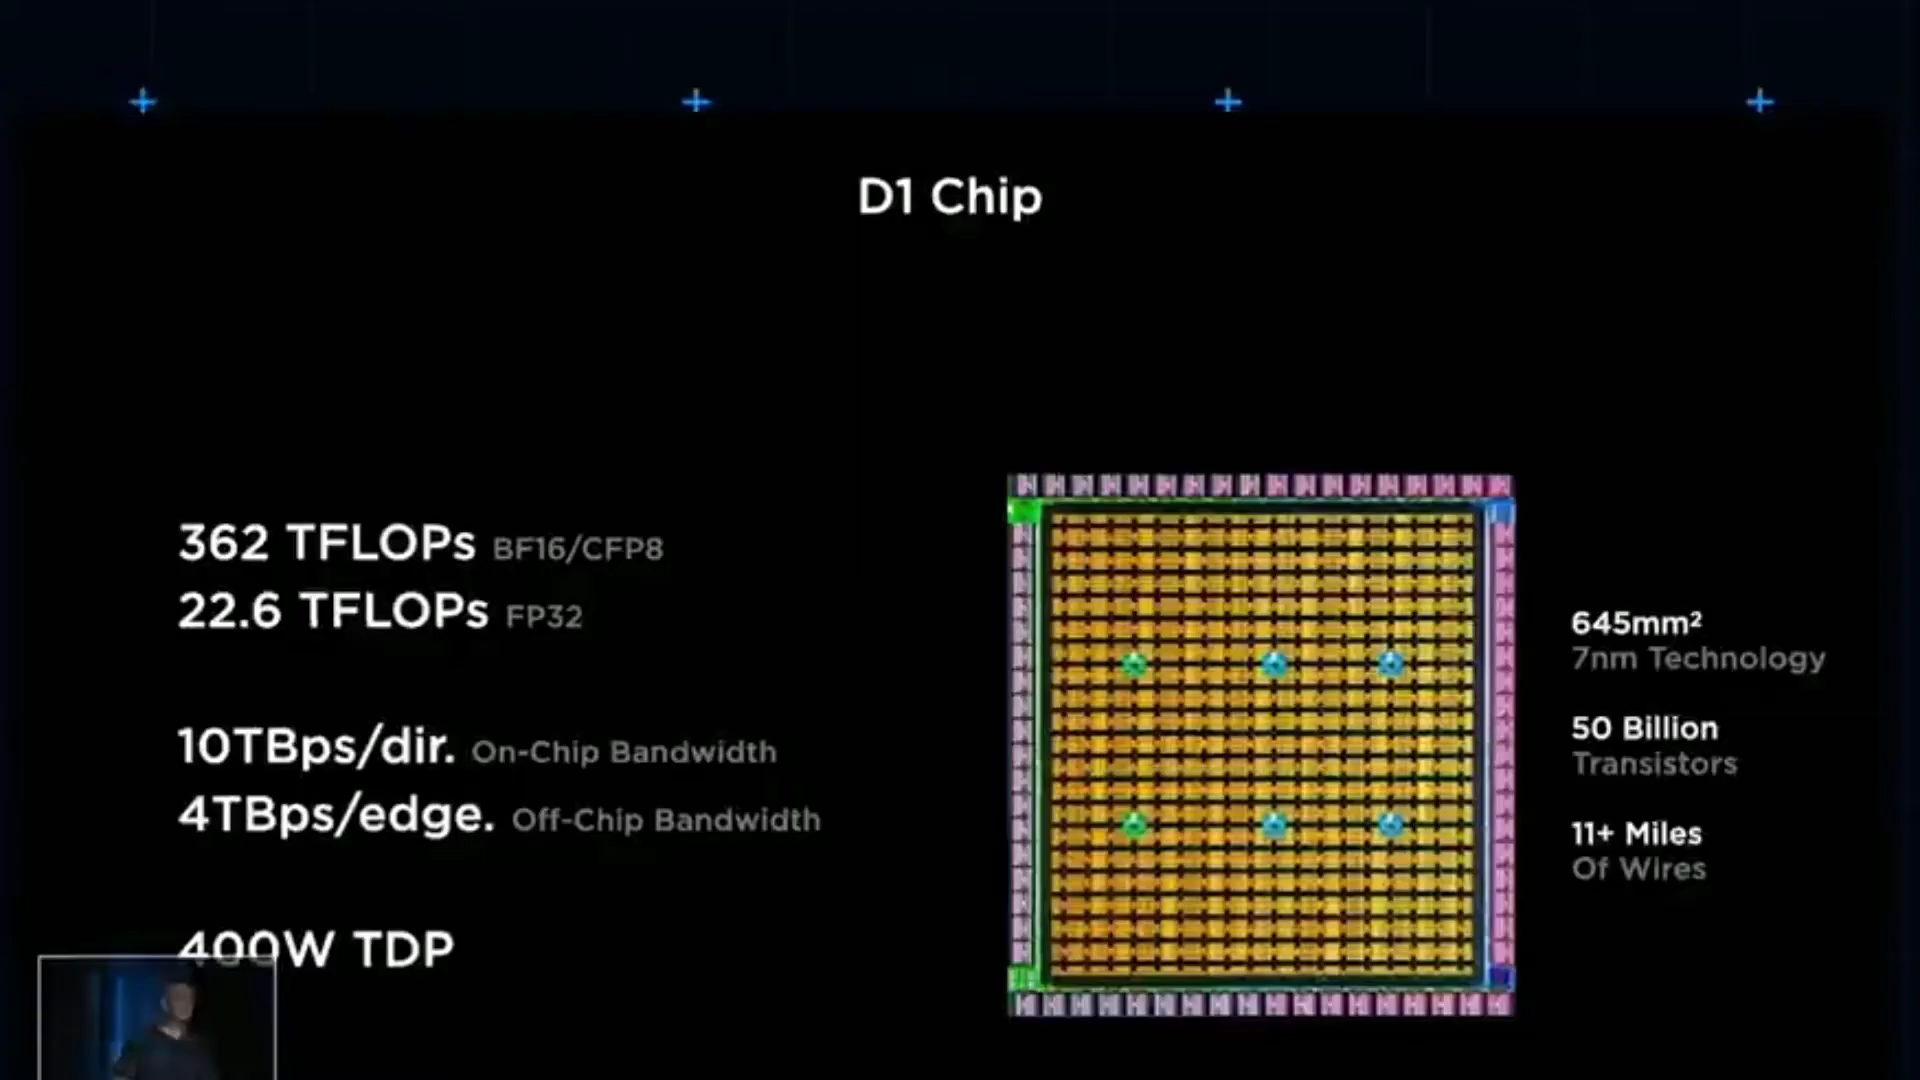 D1 Chip
362 TFLOPs BF16/CFP8
22.6 TFLOPs FP32
10TBps/dir. On-Chip Bandwidth
4TBps/edge. Off-Chip Bandwidth
400W TDP
645mm²
7nm Technology
50 Billion
Transistors
11+ Miles
Of Wires